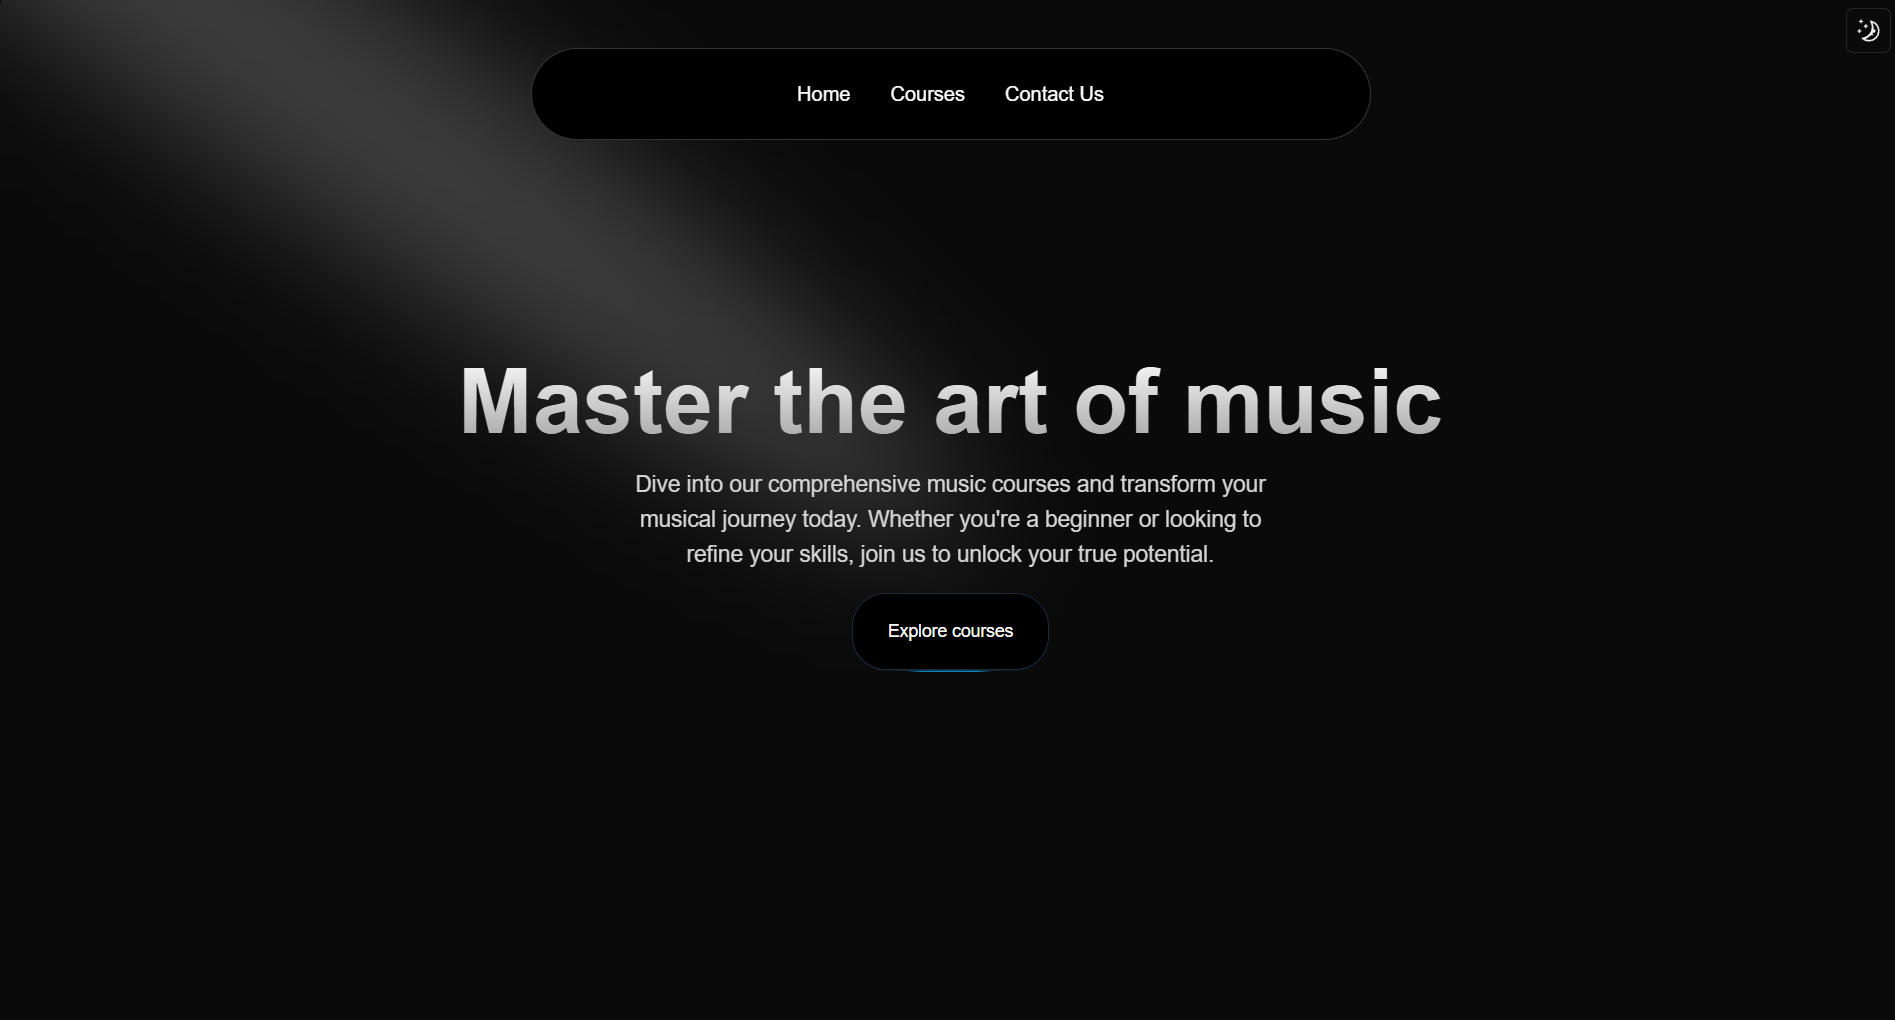 Home Courses Contact Us
Master the art of music
Dive into our comprehensive music courses and transform your
musical journey today. Whether you're a beginner or looking to
refine your skills, join us to unlock your true potential.
Explore courses